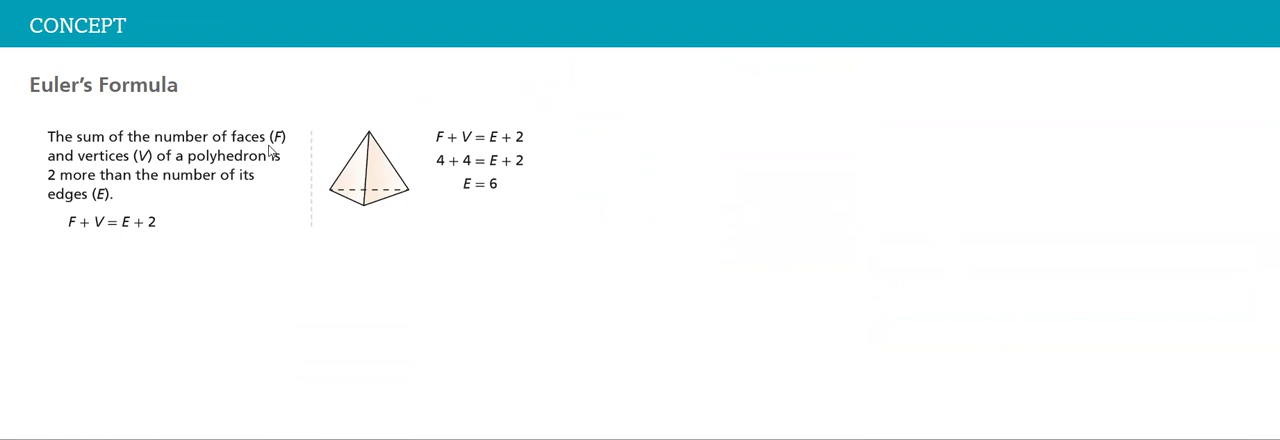 CONCEPT
Euler's Formula
The sum of the number of faces (F)
and vertices (V) of a polyhedron is
2 more than the number of its
edges (E).
F + V = E + 2
F + V = E + 2
4 + 4 = E + 2
E = 6